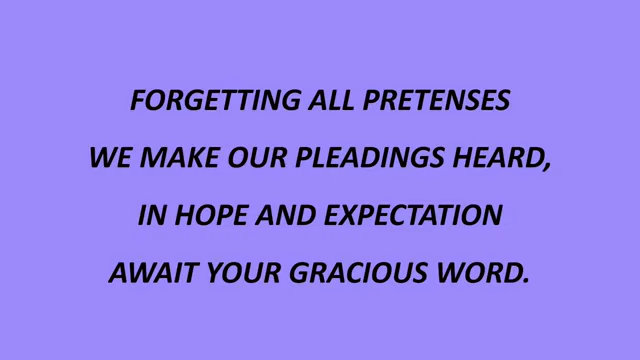 FORGETTING ALL PRETENSES
WE MAKE OUR PLEADINGS HEARD,
IN HOPE AND EXPECTATION
AWAIT YOUR GRACIOUS WORD.